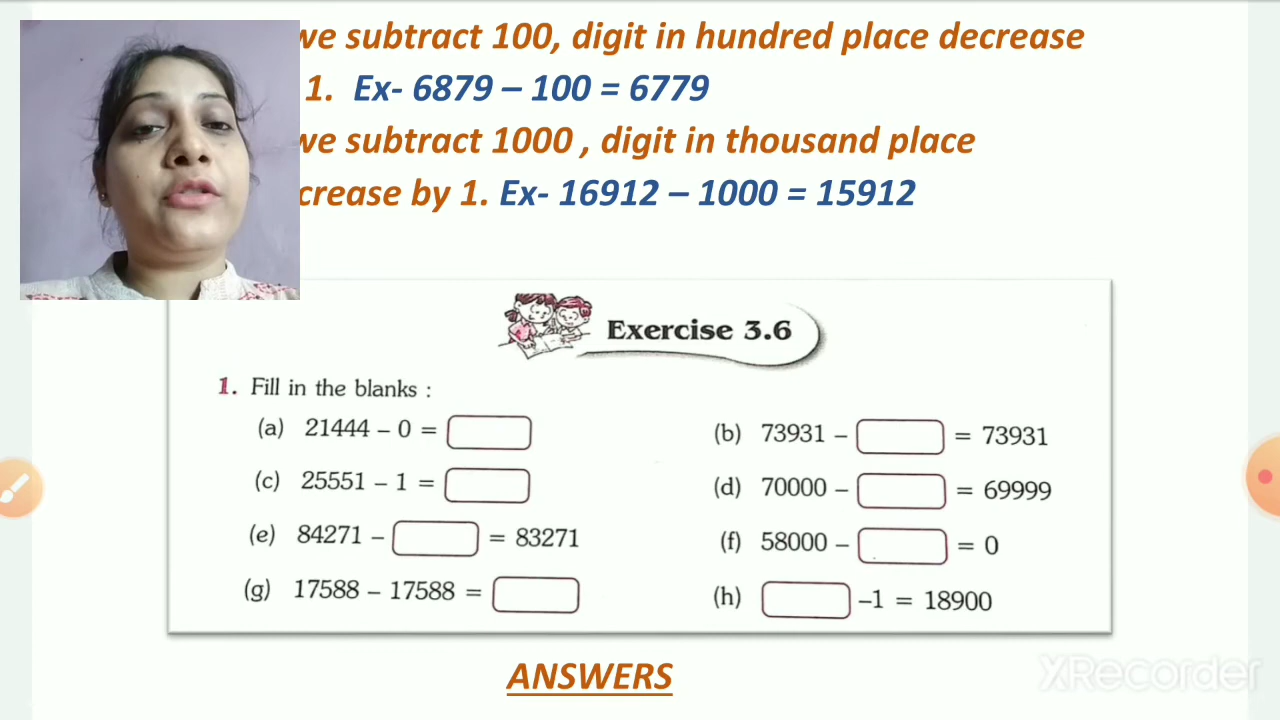 we subtract 100, digit in hundred place decrease
1. Ex- 6879 – 100 = 6779
we subtract 1000 , digit in thousand place
crease by 1. Ex- 16912 – 1000 = 15912
Exercise 3.6
1. Fill in the blanks :
(a) 21444 – 0 =
(b) 73931 – = 73931
(c) 25551 – 1 =
(d) 70000 – = 69999
(e) 84271 – = 83271
(f) 58000 – = 0
(g) 17588 – 17588 =
(h) –1 = 18900
ANSWERS
XRecorder